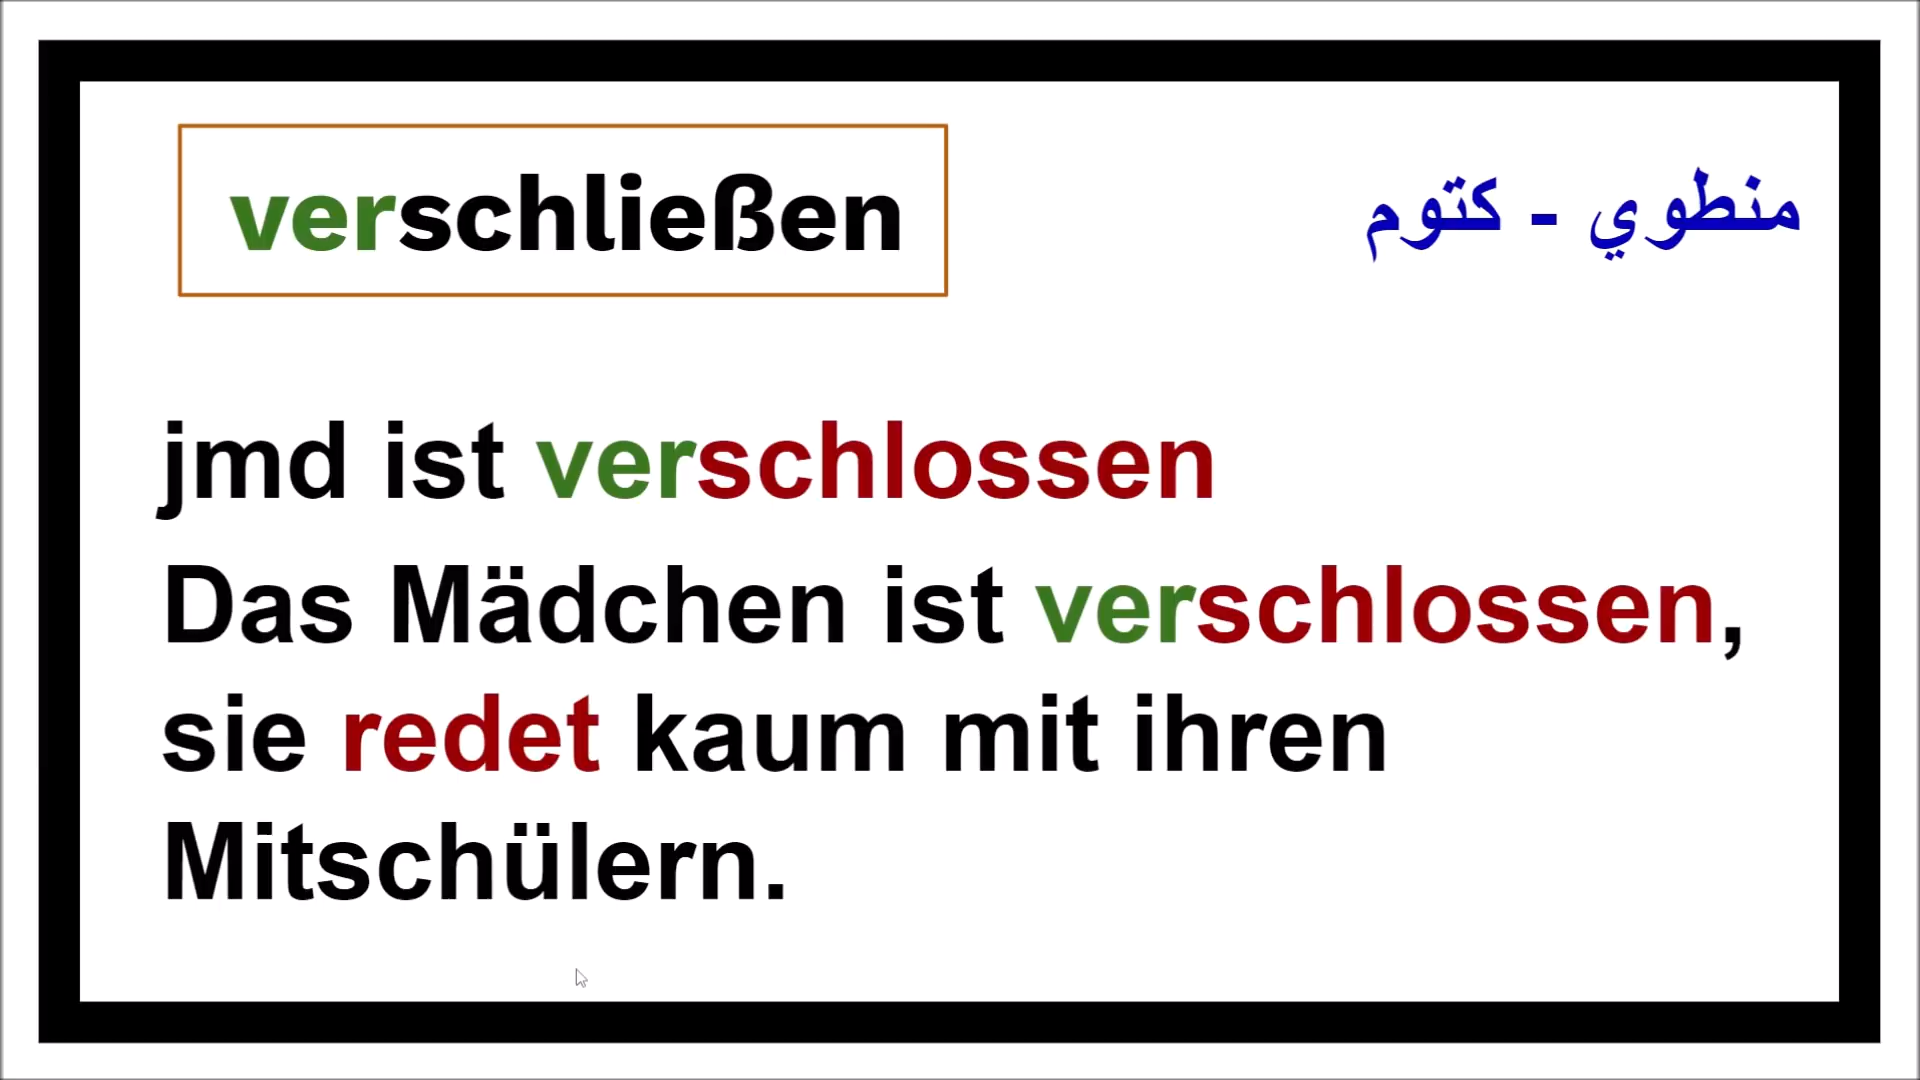 verschließen
منطوي - كتوم
jmd ist verschlossen
Das Mädchen ist verschlossen,
sie redet kaum mit ihren
Mitschülern.